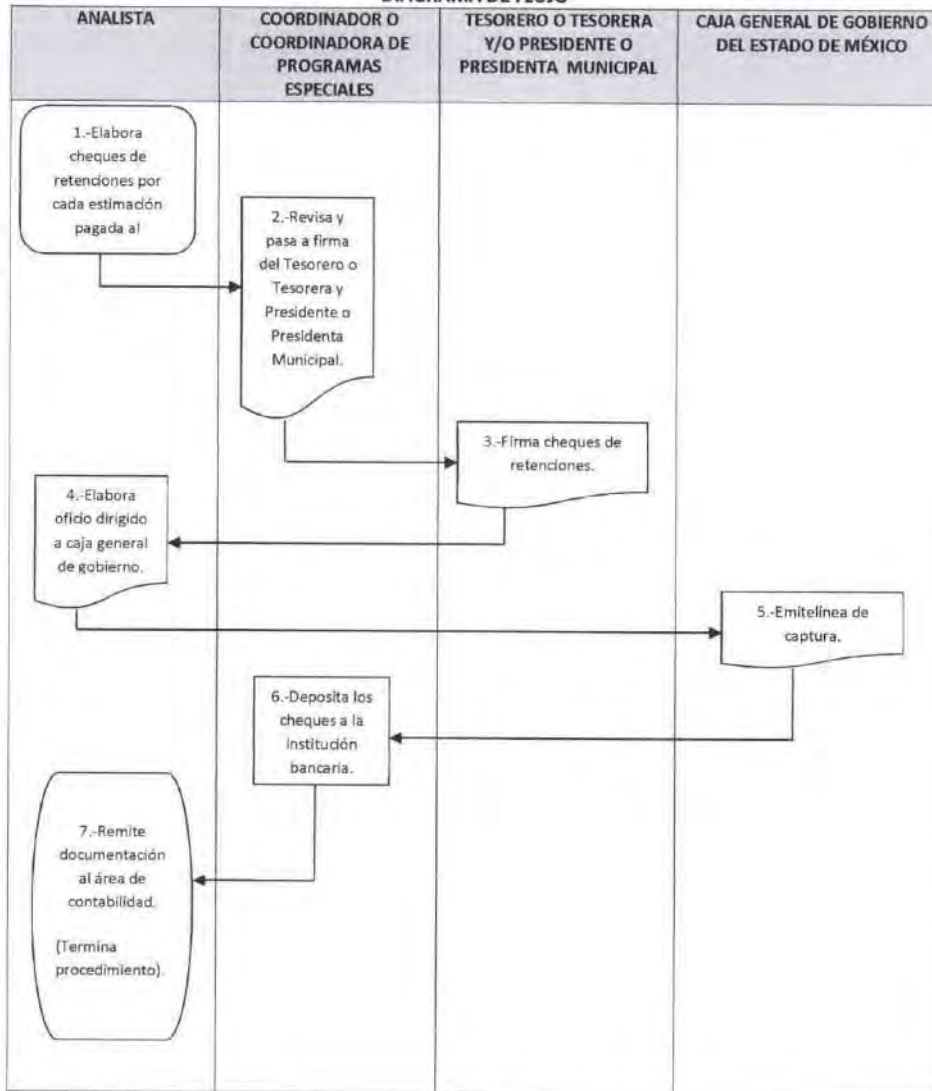 DIAGRAMA DE FLUJO
ANALISTA
COORDINADOR O
COORDINADORA DE
PROGRAMAS
ESPECIALES
TESORERO O TESORERA
Y/O PRESIDENTE O
PRESIDENTA MUNICIPAL
CAJA GENERAL DE GOBIERNO
DEL ESTADO DE MÉXICO
1.-Elabora
cheques de
retenciones por
cada estimación
pagada al
2.-Revisa y
pasa a firma
del Tesorero o
Tesorera y
Presidente o
Presidenta
Municipal.
3.-Firma cheques de
retenciones.
4.-Elabora
oficio dirigido
a caja general
de gobierno.
5.-Emitelínea de
captura.
6.-Deposita los
cheques a la
institución
bancaria.
7.-Remite
documentación
al área de
contabilidad.
(Termina
procedimiento).